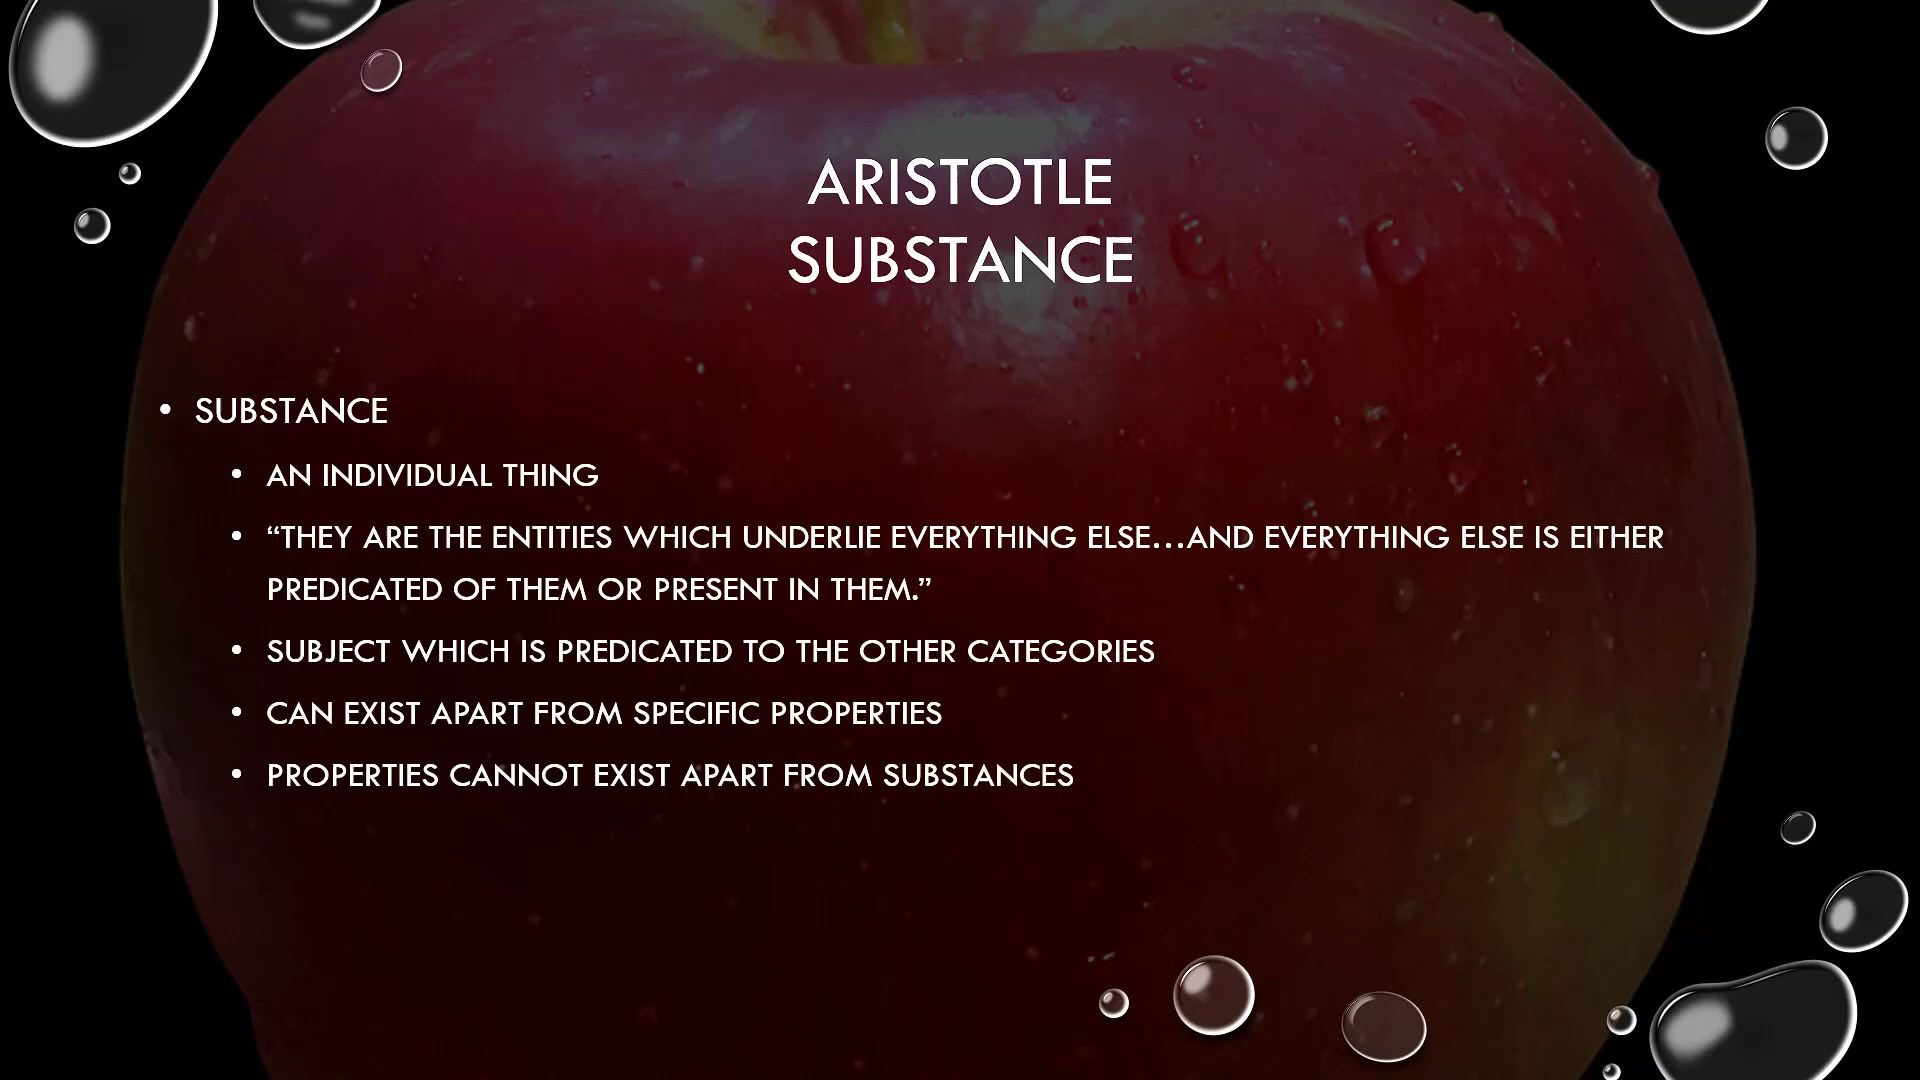 ARISTOTLE
SUBSTANCE
• SUBSTANCE
• AN INDIVIDUAL THING
• “THEY ARE THE ENTITIES WHICH UNDERLIE EVERYTHING ELSE…AND EVERYTHING ELSE IS EITHER
PREDICATED OF THEM OR PRESENT IN THEM.”
• SUBJECT WHICH IS PREDICATED TO THE OTHER CATEGORIES
• CAN EXIST APART FROM SPECIFIC PROPERTIES
• PROPERTIES CANNOT EXIST APART FROM SUBSTANCES